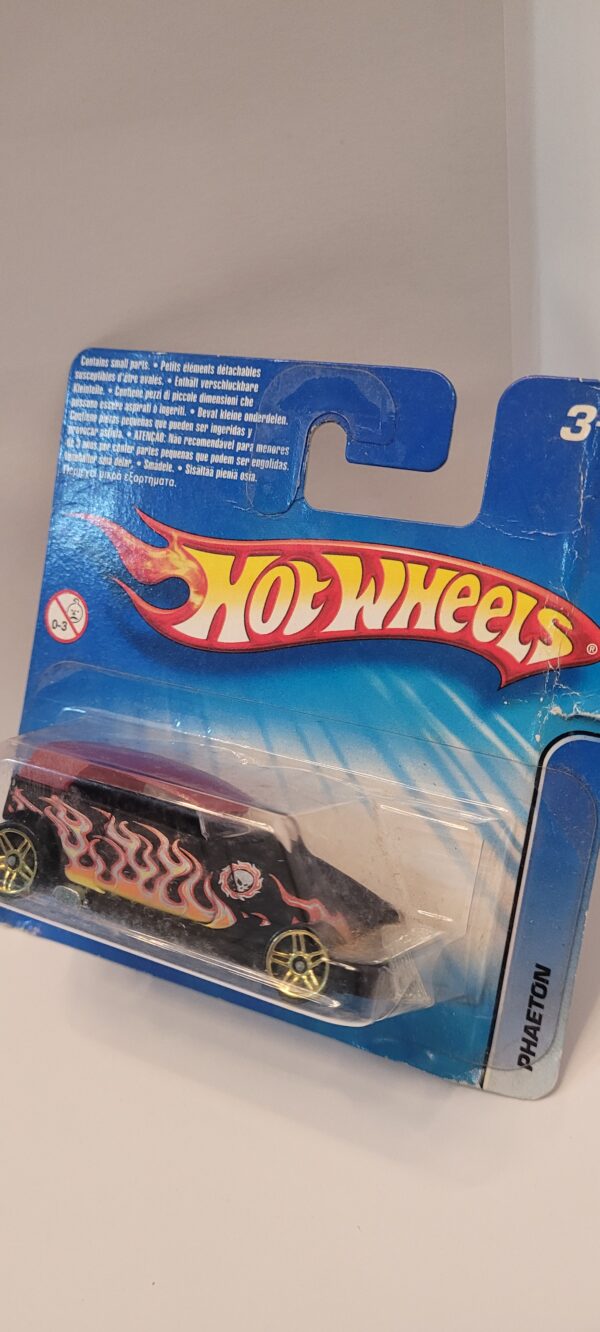 Contains small parts. • Petits éléments détachables
susceptibles d'être avalés. • Enthält verschluckbare
Kleinteile. • Contiene pezzi di piccole dimensioni che
possono essere aspirati o ingeriti. • Bevat kleine onderdelen.
Contiene piezas pequeñas que pueden ser ingeridas y
provocar asfixia. • ATENÇÃO: Não recomendável para menores
de 3 anos por conter partes pequenas que podem ser engolidas.
små delar. • Smådele. • Sisältää pieniä osia.
Περιέχει μικρά εξαρτήματα.
3+
HOT WHEELS®
0-3
PHAETON